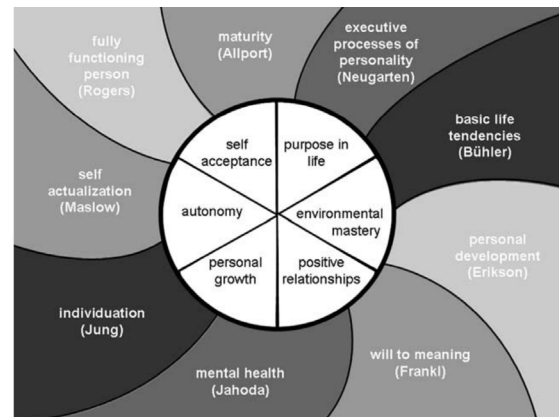 maturity
(Allport)
executive
processes of
personality
(Neugarten)
fully
functioning
person
(Rogers)
basic life
tendencies
(Bühler)
self
acceptance
purpose in
life
self
actualization
(Maslow)
autonomy
environmental
mastery
personal
development
(Erikson)
personal
growth
positive
relationships
individuation
(Jung)
will to meaning
(Frankl)
mental health
(Jahoda)